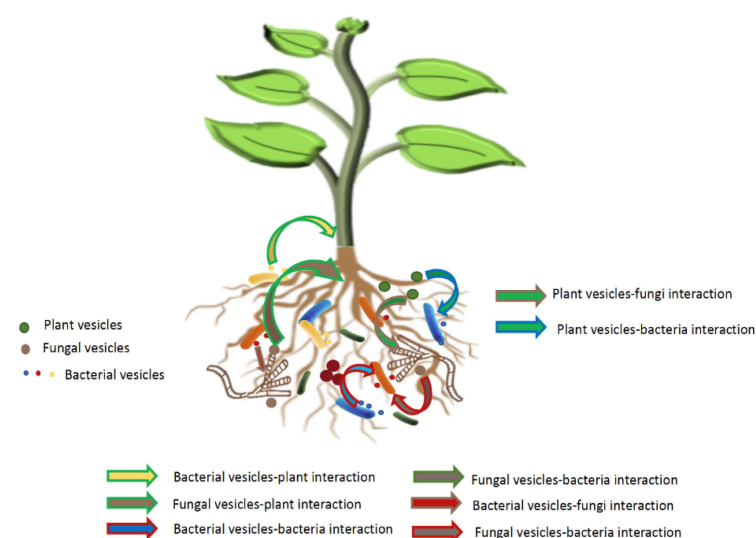 Plant vesicles-fungi interaction
Plant vesicles-bacteria interaction
Plant vesicles
Fungal vesicles
Bacterial vesicles
Bacterial vesicles-plant interaction
Fungal vesicles-plant interaction
Bacterial vesicles-bacteria interaction
Fungal vesicles-bacteria interaction
Bacterial vesicles-fungi interaction
Fungal vesicles-bacteria interaction